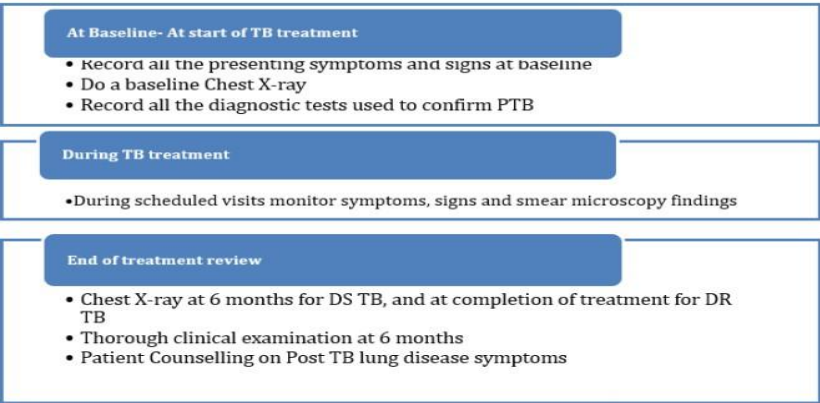 At Baseline- At start of TB treatment
• Record all the presenting symptoms and signs at baseline
• Do a baseline Chest X-ray
• Record all the diagnostic tests used to confirm PTB
During TB treatment
•During scheduled visits monitor symptoms, signs and smear microscopy findings
End of treatment review
• Chest X-ray at 6 months for DS TB, and at completion of treatment for DR
TB
• Thorough clinical examination at 6 months
• Patient Counselling on Post TB lung disease symptoms